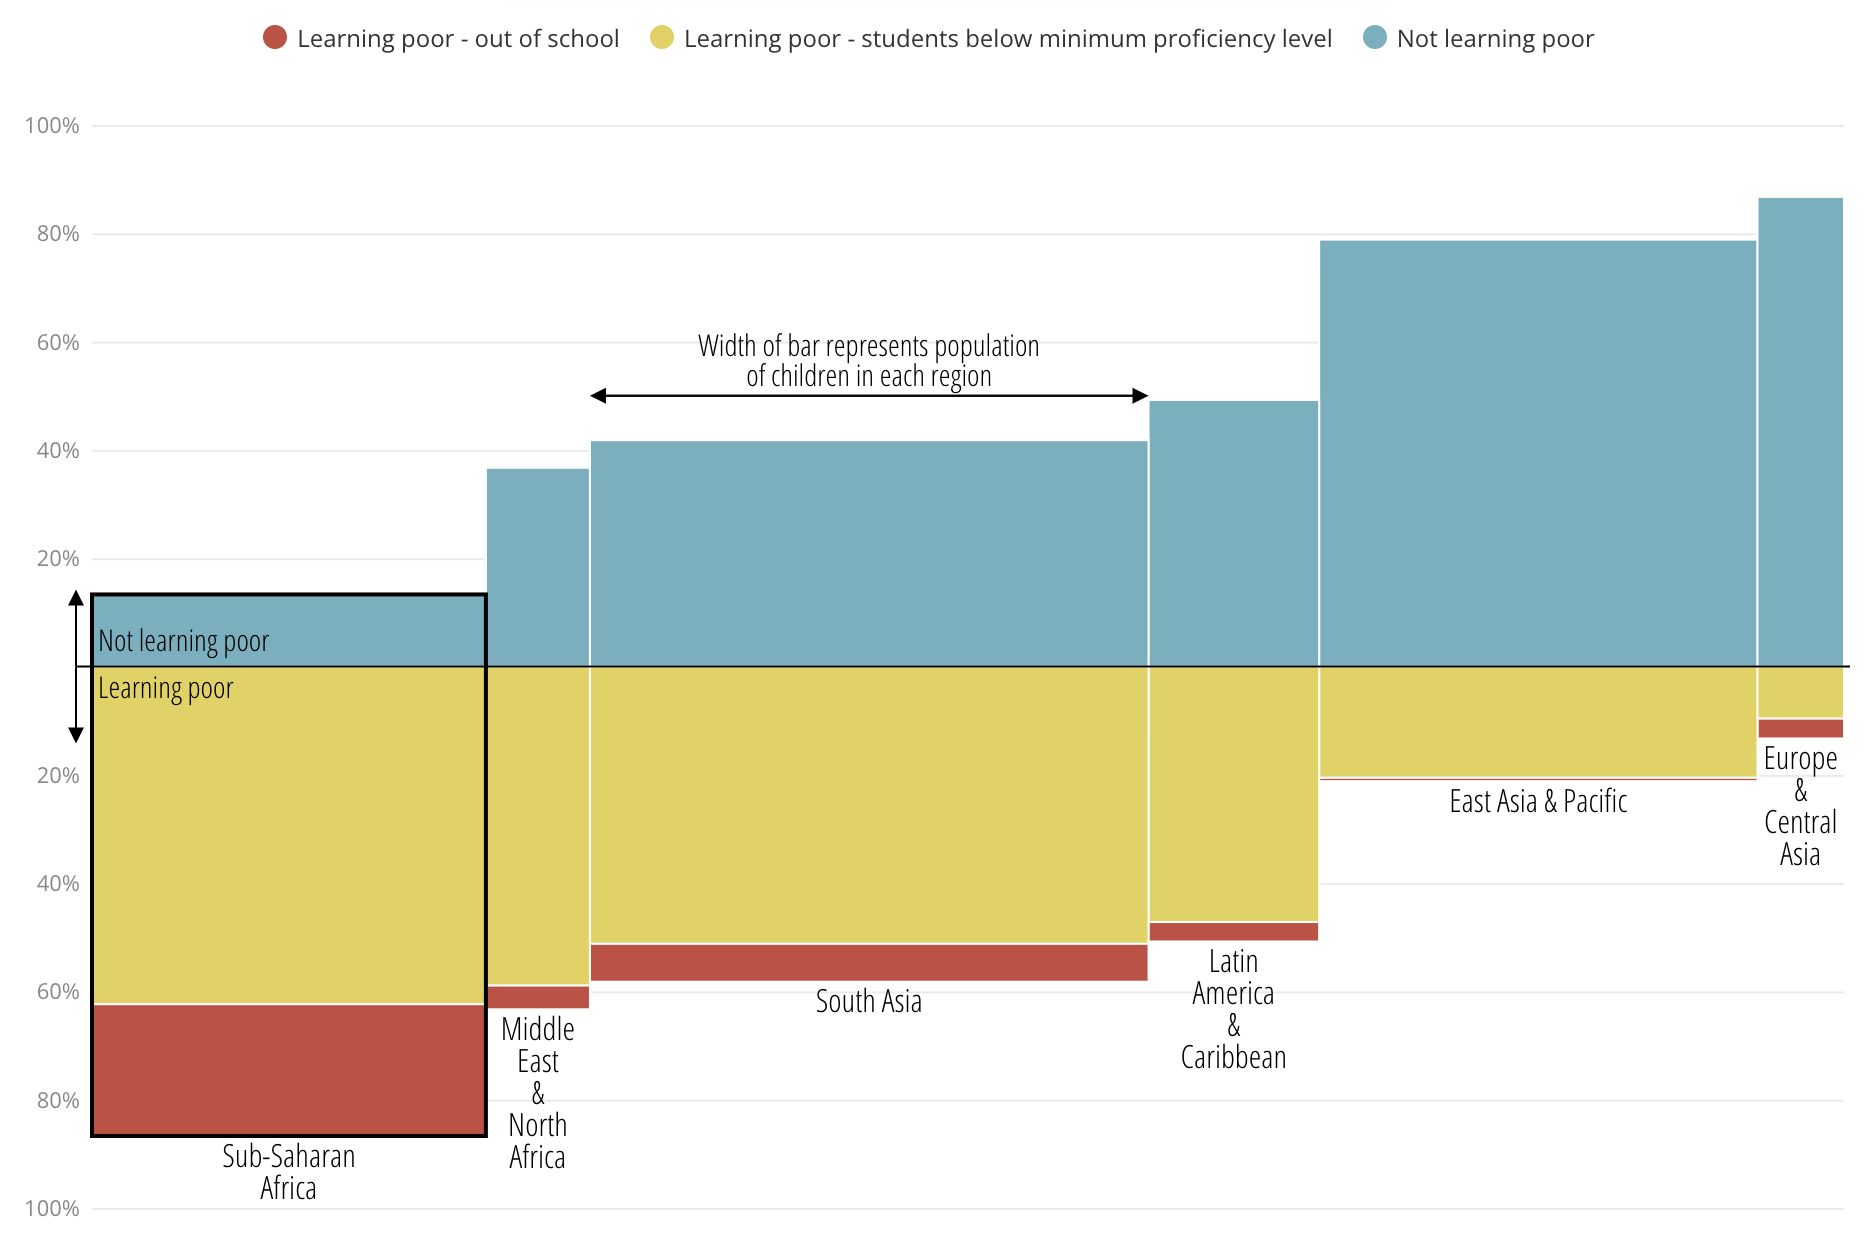 Learning poor - out of school
Learning poor - students below minimum proficiency level
Not learning poor
100%
80%
60%
40%
20%
20%
40%
60%
80%
100%
Width of bar represents population
of children in each region
Not learning poor
Learning poor
Sub-Saharan
Africa
Middle
East
&
North
Africa
South Asia
Latin
America
&
Caribbean
East Asia & Pacific
Europe
&
Central
Asia